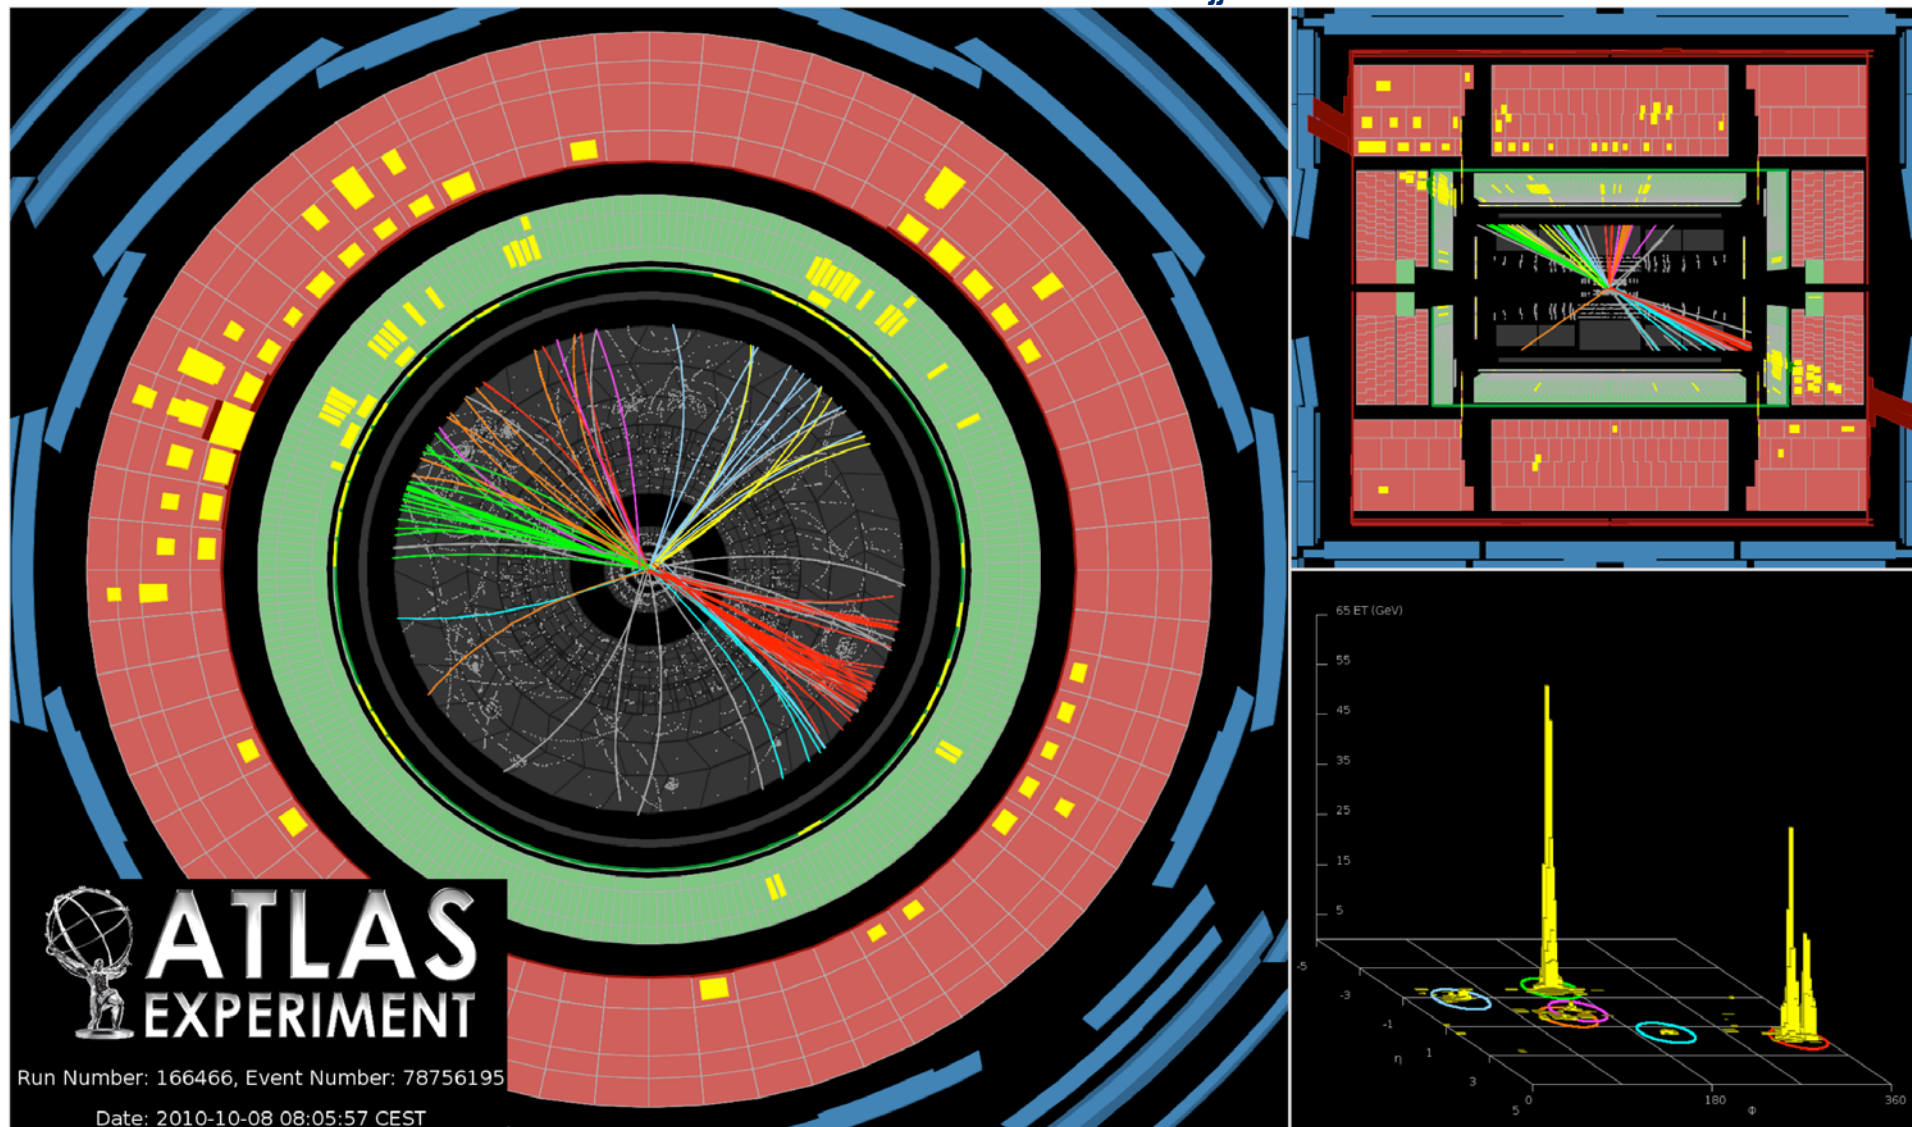 jj
ATLAS
EXPERIMENT
Run Number: 166466, Event Number: 78756195
Date: 2010-10-08 08:05:57 CEST
65 ET (GeV)
55
45
35
25
15
5
-5
-3
-1
η 1
3
5
0
180
Φ
360